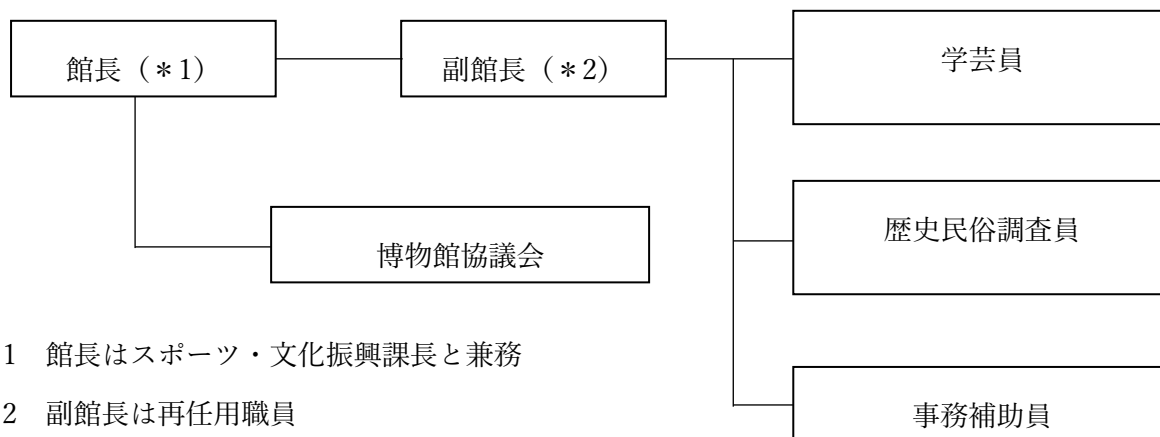 館長（＊1）
副館長（＊2）
学芸員
歴史民俗調査員
博物館協議会
1　館長はスポーツ・文化振興課長と兼務
2　副館長は再任用職員
事務補助員